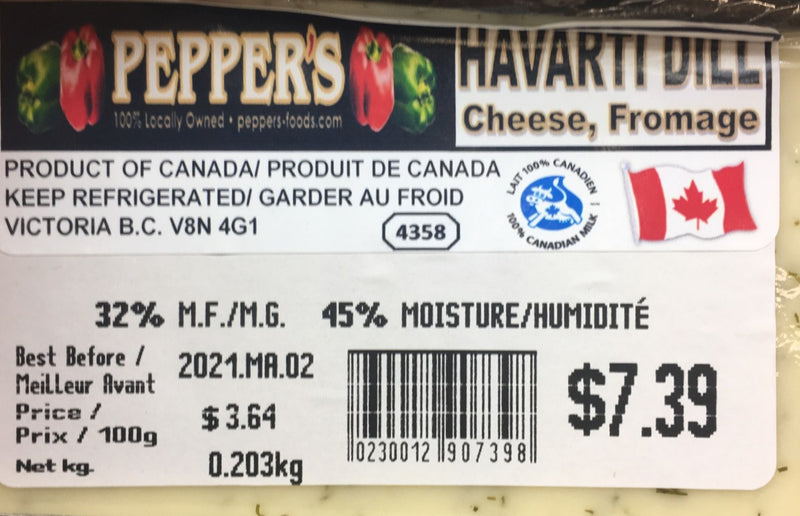 PEPPER'S
100% Locally Owned • peppers-foods.com
HAVARTI DILL
Cheese, Fromage
PRODUCT OF CANADA/ PRODUIT DE CANADA
KEEP REFRIGERATED/ GARDER AU FROID
VICTORIA B.C. V8N 4G1
4358
LAIT 100% CANADIEN
100% CANADIAN MILK
32% M.F./M.G. 45% MOISTURE/HUMIDITÉ
Best Before /
Meilleur Avant
2021.MA.02
Price /
Prix / 100g
$ 3.64
Net kg.
0.203kg
0230012 907398
$7.39